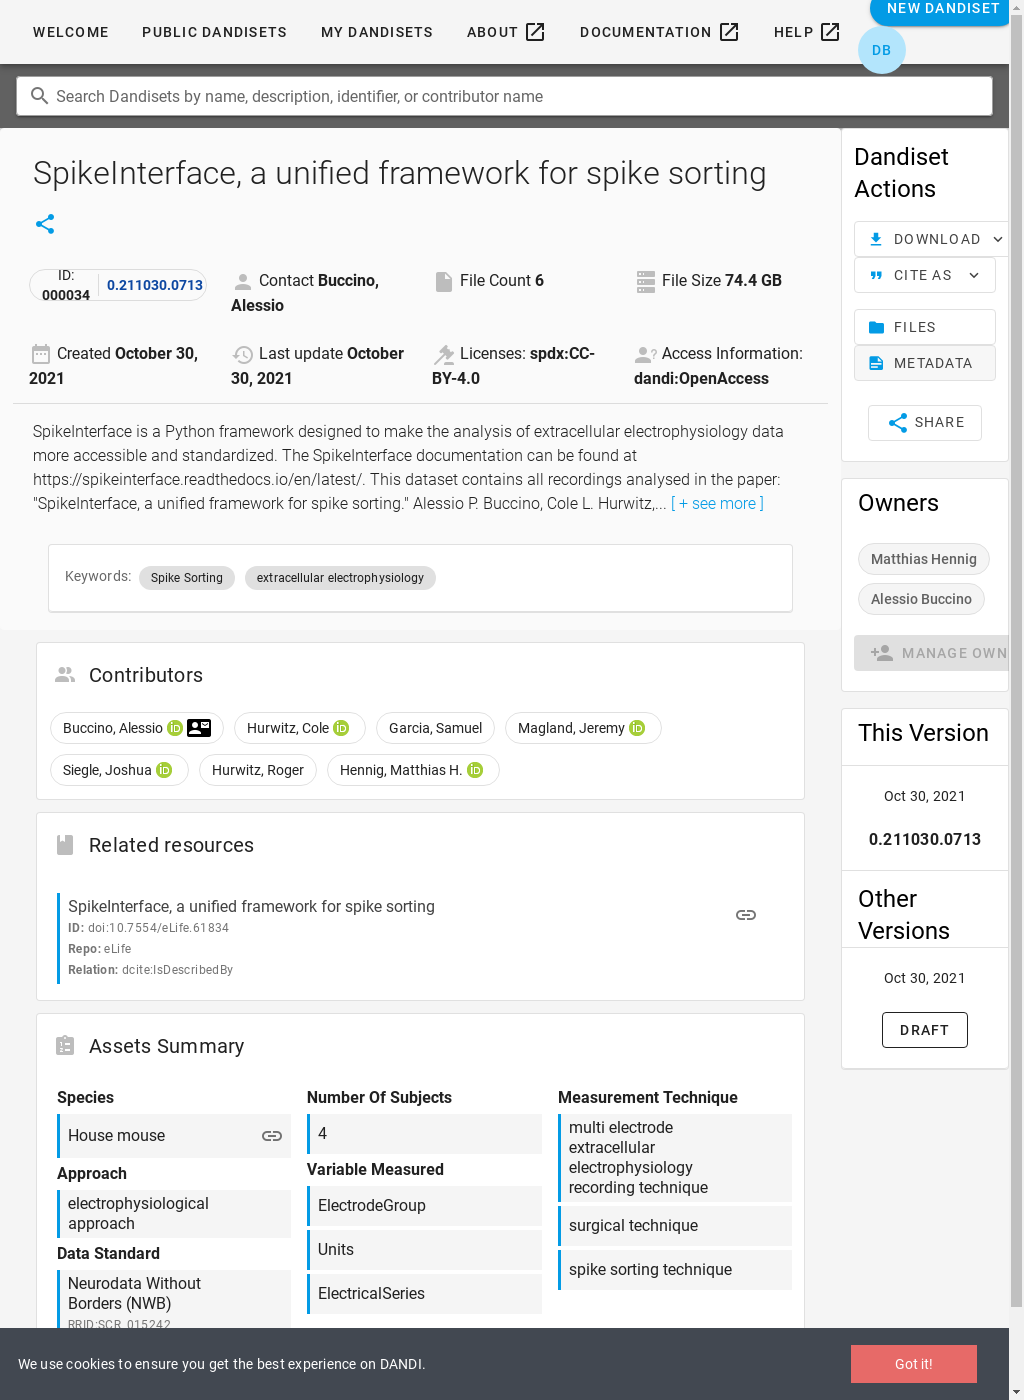 WELCOME PUBLIC DANDISETS MY DANDISETS ABOUT DOCUMENTATION HELP NEW DANDISET
DB
Search Dandisets by name, description, identifier, or contributor name
SpikeInterface, a unified framework for spike sorting
ID: 000034 0.211030.0713
Contact Buccino, Alessio
File Count 6
File Size 74.4 GB
Created October 30, 2021
Last update October 30, 2021
Licenses: spdx:CC-BY-4.0
Access Information: dandi:OpenAccess
SpikeInterface is a Python framework designed to make the analysis of extracellular electrophysiology data
more accessible and standardized. The SpikeInterface documentation can be found at
https://spikeinterface.readthedocs.io/en/latest/. This dataset contains all recordings analysed in the paper:
"SpikeInterface, a unified framework for spike sorting." Alessio P. Buccino, Cole L. Hurwitz,... [ + see more ]
Keywords: Spike Sorting extracellular electrophysiology
Contributors
Buccino, Alessio iD Hurwitz, Cole iD Garcia, Samuel Magland, Jeremy iD
Siegle, Joshua iD Hurwitz, Roger Hennig, Matthias H. iD
Related resources
SpikeInterface, a unified framework for spike sorting
ID: doi:10.7554/eLife.61834
Repo: eLife
Relation: dcite:IsDescribedBy
Assets Summary
Species
House mouse
Approach
electrophysiological
approach
Data Standard
Neurodata Without
Borders (NWB)
RRID:SCR_015242
Number Of Subjects
4
Variable Measured
ElectrodeGroup
Units
ElectricalSeries
Measurement Technique
multi electrode
extracellular
electrophysiology
recording technique
surgical technique
spike sorting technique
Dandiset
Actions
DOWNLOAD
CITE AS
FILES
METADATA
SHARE
Owners
Matthias Hennig
Alessio Buccino
MANAGE OWN
This Version
Oct 30, 2021
0.211030.0713
Other
Versions
Oct 30, 2021
DRAFT
We use cookies to ensure you get the best experience on DANDI.
Got it!